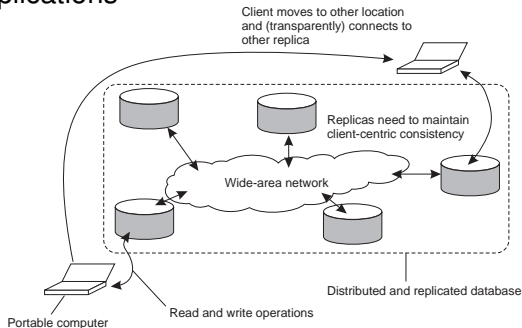 plications
Client moves to other location
and (transparently) connects to
other replica
Replicas need to maintain
client-centric consistency
Wide-area network
Distributed and replicated database
Read and write operations
Portable computer